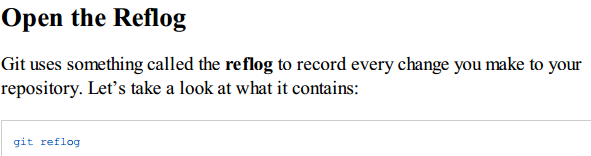 Open the Reflog
Git uses something called the reflog to record every change you make to your
repository. Let’s take a look at what it contains:
git reflog